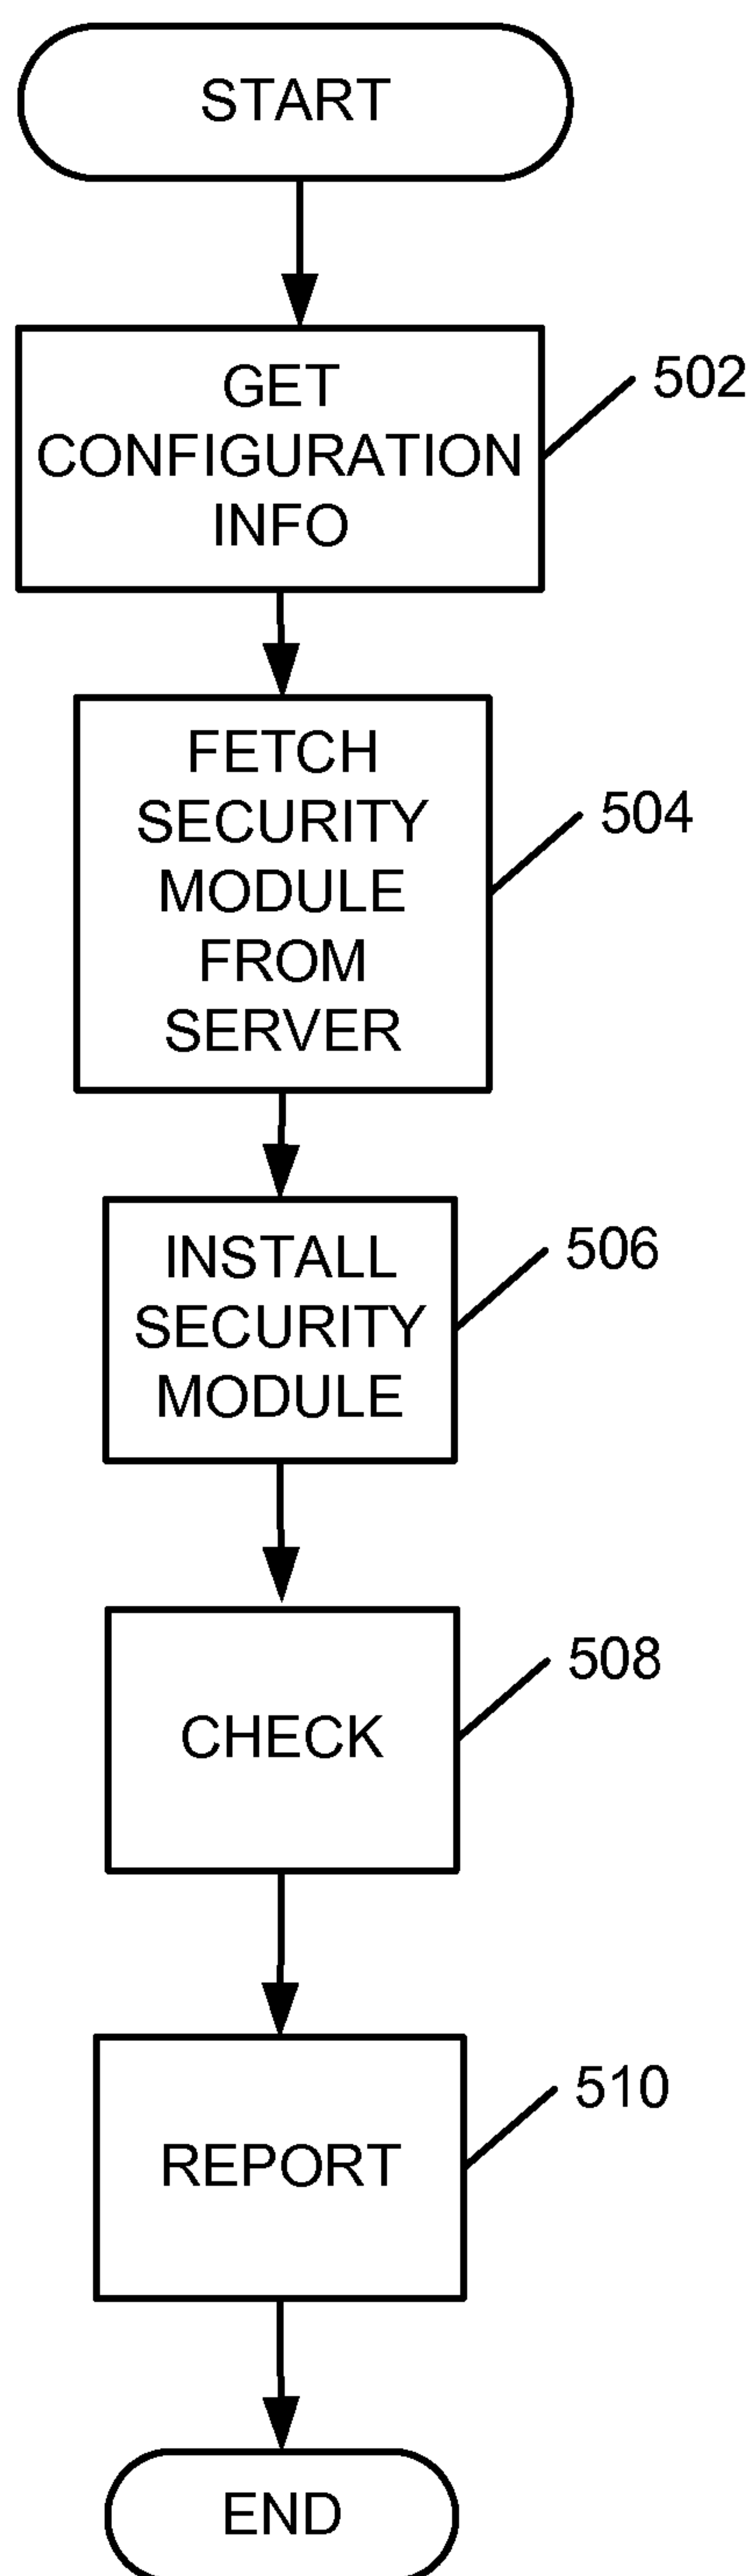 START
GET
CONFIGURATION
INFO
502
FETCH
SECURITY
MODULE
FROM
SERVER
504
INSTALL
SECURITY
MODULE
506
CHECK
508
REPORT
510
END